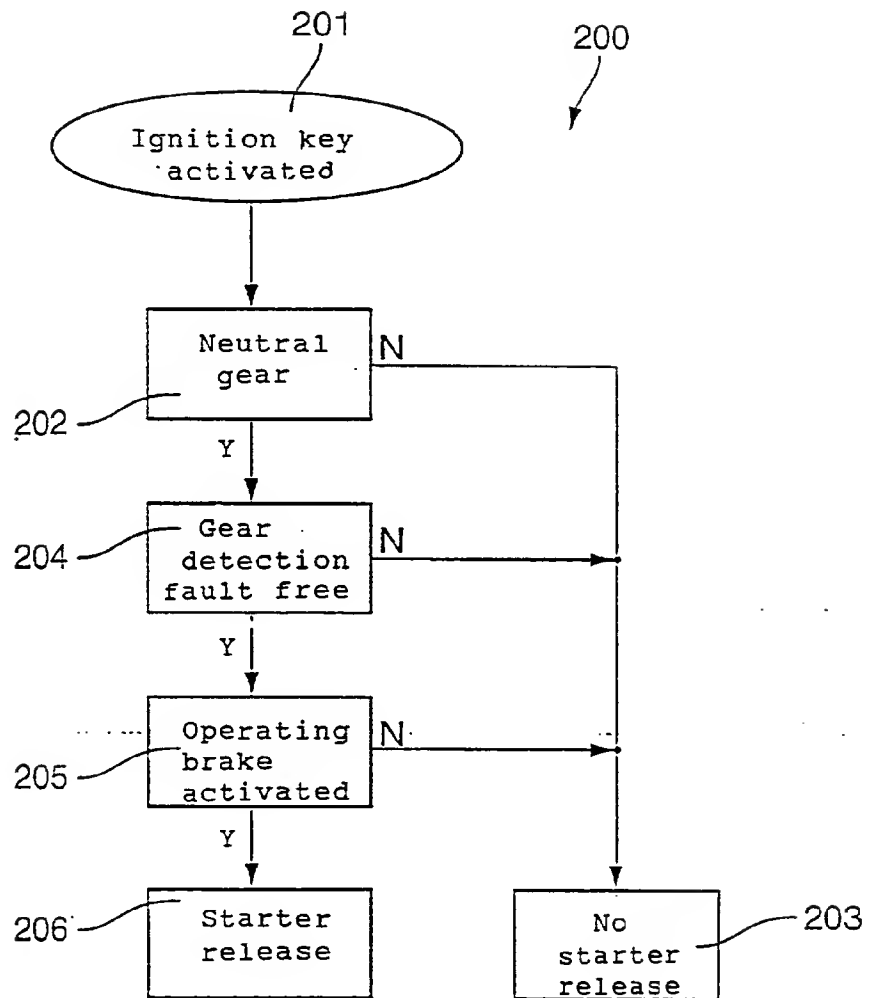 201
200
Ignition key
activated
Neutral
gear
N
202
Y
Gear
detection
fault free
N
204
Y
Operating
brake
activated
N
205
Y
Starter
release
206
No
starter
release
203